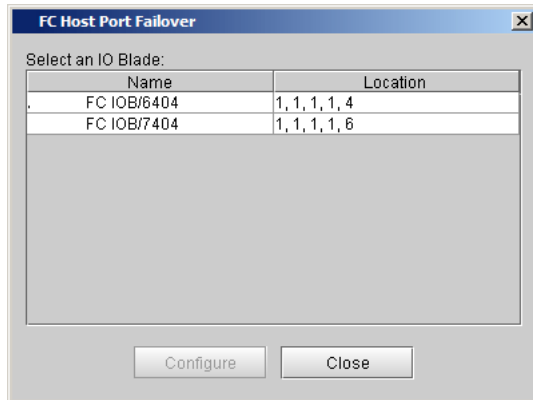 FC Host Port Failover
Select an IO Blade:
Name Location
. FC IOB/6404 1, 1, 1, 1, 4
FC IOB/7404 1, 1, 1, 1, 6
Configure Close